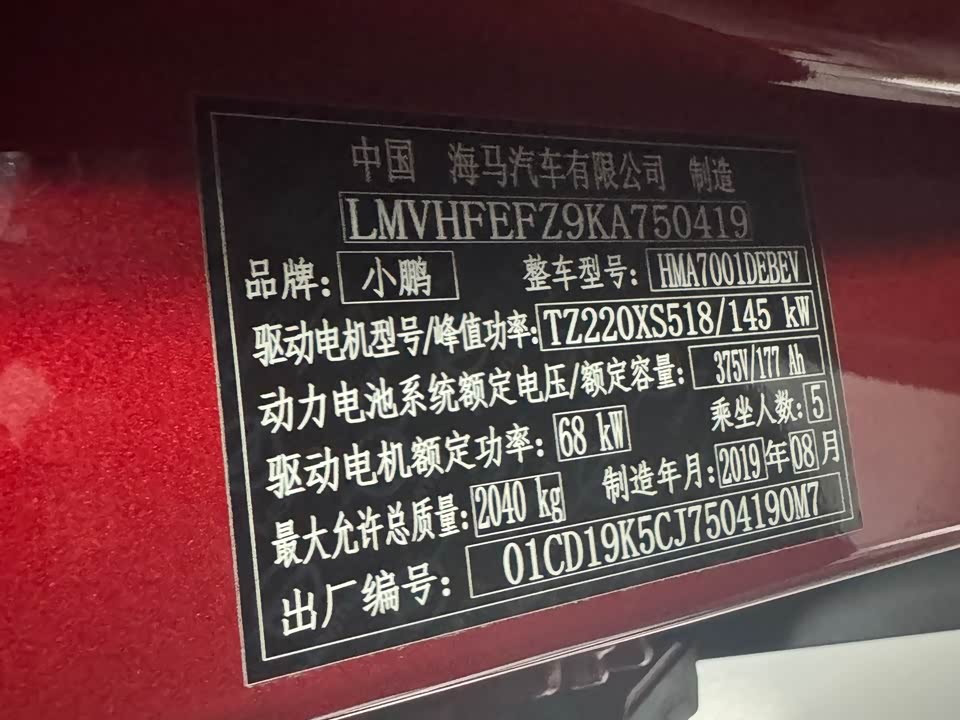 中国 海马汽车有限公司 制造
LMVHFEFZ9KA750419
品牌: 小鹏 整车型号: HMA7001DEBEV
驱动电机型号/峰值功率: TZ220XS518/145 kW
动力电池系统额定电压/额定容量: 375V/177 Ah
驱动电机额定功率: 68 kW 乘坐人数: 5
最大允许总质量: 2040 kg 制造年月: 2019年08月
出厂编号: 01CD19K5CJ7504190M7